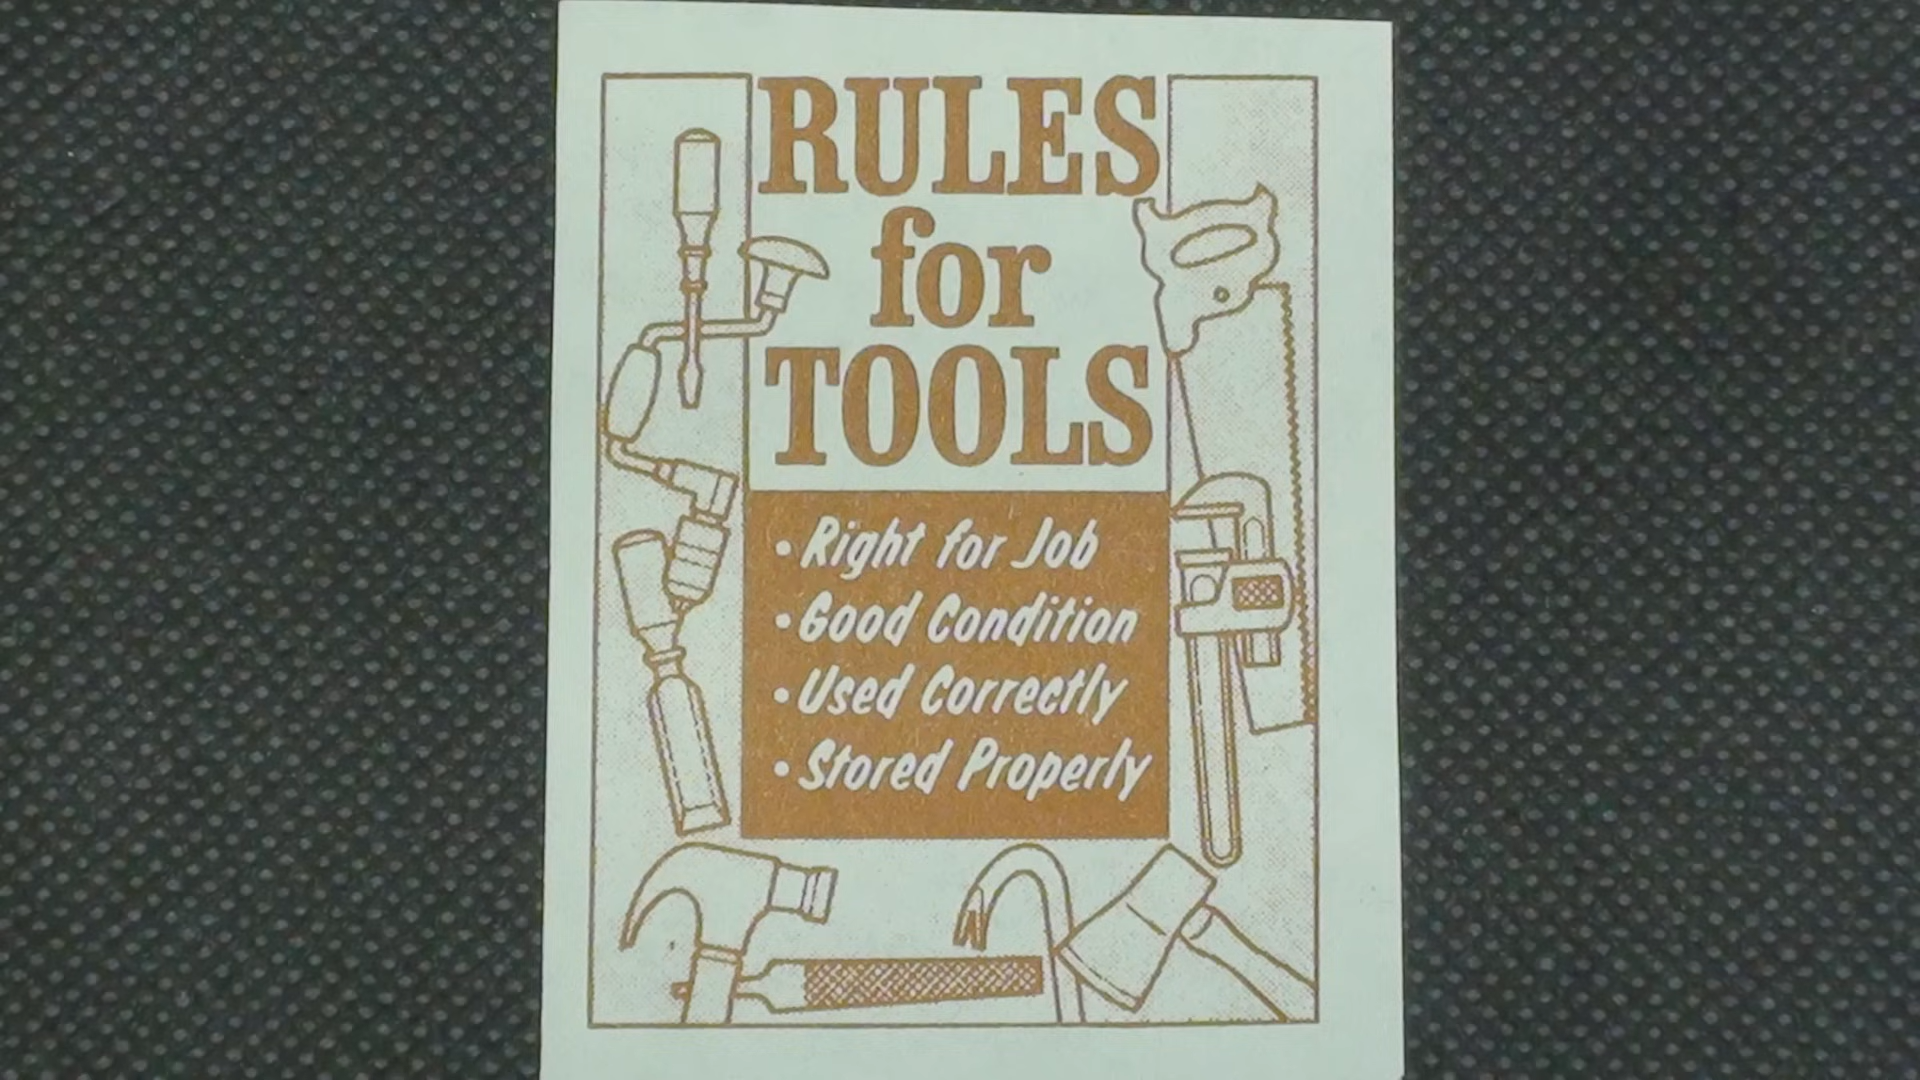 RULES
for
TOOLS
• Right for Job
• Good Condition
• Used Correctly
• Stored Properly